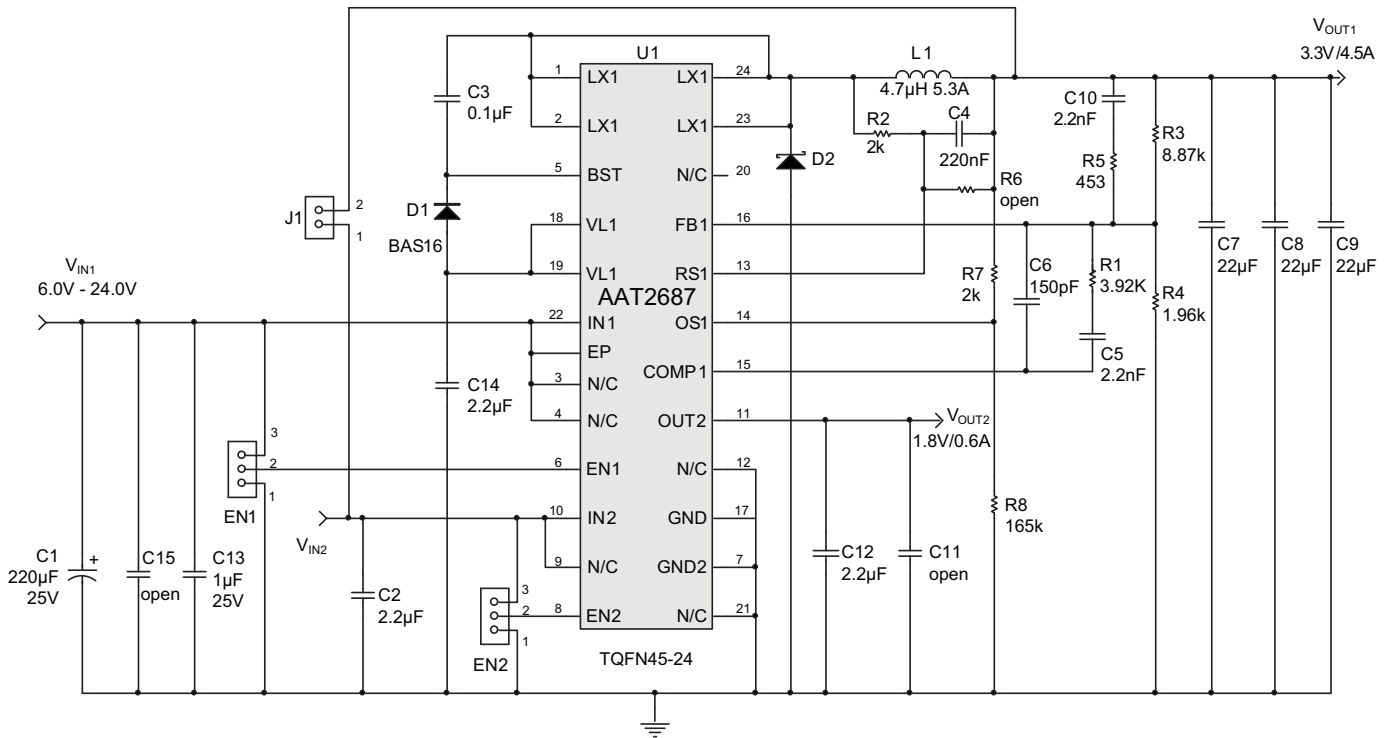 VOUT1
3.3V/4.5A
U1
L1
4.7µH 5.3A
1
LX1
LX1
24
C3
0.1µF
2
LX1
LX1
23
R2
2k
C4
220nF
C10
2.2nF
R3
8.87k
D2
5
BST
N/C
20
R6
open
R5
453
J1
2
1
D1
BAS16
18
VL1
FB1
16
19
VL1
RS1
13
AAT2687
R7
2k
C6
150pF
R1
3.92K
R4
1.96k
C7
22µF
C8
22µF
C9
22µF
VIN1
6.0V - 24.0V
22
IN1
OS1
14
EP
C5
2.2nF
COMP1
15
C14
2.2µF
3
N/C
4
N/C
OUT2
11
VOUT2
1.8V/0.6A
3
2
1
EN1
6
EN1
N/C
12
VIN2
10
IN2
GND
17
R8
165k
C1
220µF
25V
+
C15
open
C13
1µF
25V
C2
2.2µF
9
N/C
GND2
7
C12
2.2µF
C11
open
3
2
1
EN2
8
EN2
N/C
21
TQFN45-24